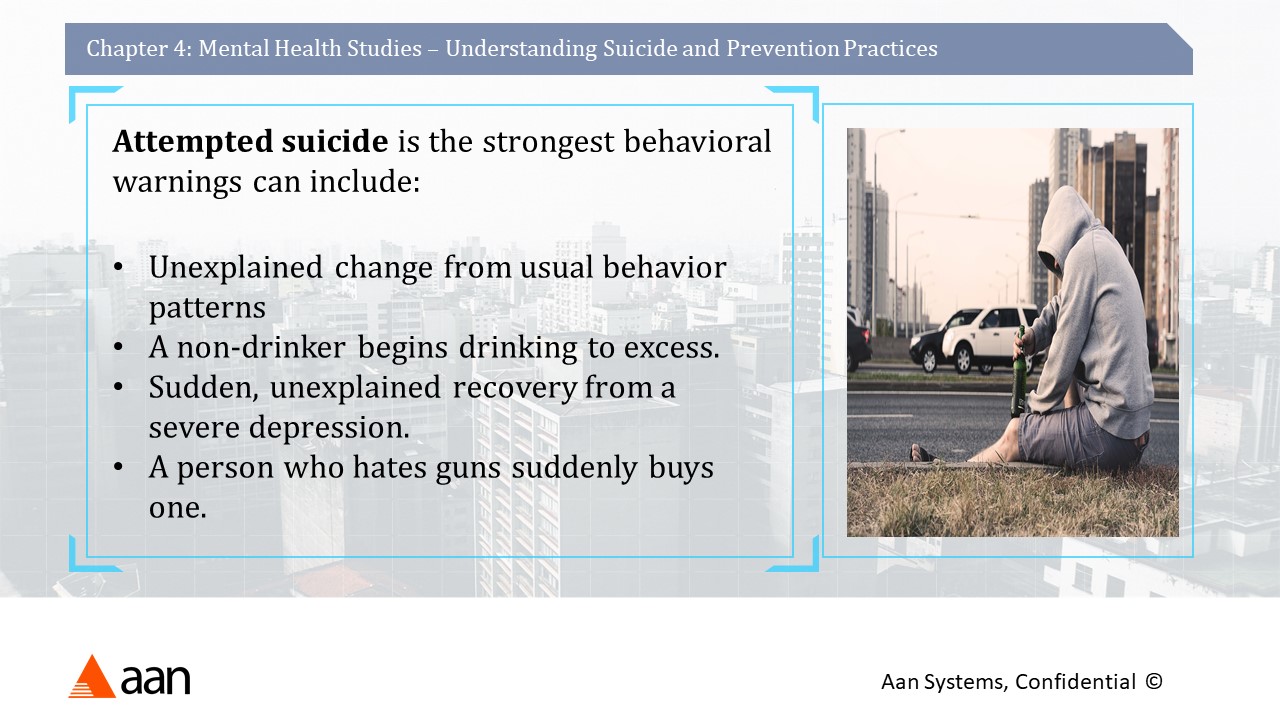 Chapter 4: Mental Health Studies – Understanding Suicide and Prevention Practices
Attempted suicide is the strongest behavioral
warnings can include:
• Unexplained change from usual behavior
patterns
• A non-drinker begins drinking to excess.
• Sudden, unexplained recovery from a
severe depression.
• A person who hates guns suddenly buys
one.
aan
Aan Systems, Confidential ©